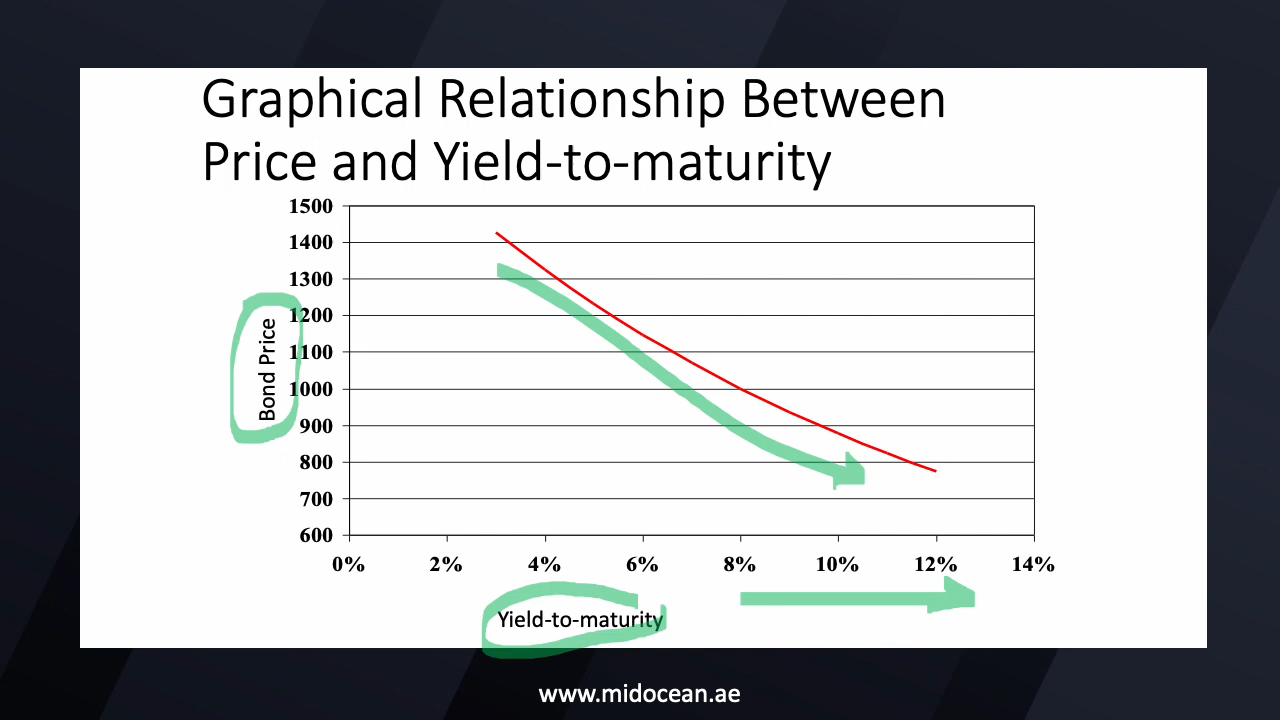 Graphical Relationship Between
Price and Yield-to-maturity
1500
1400
1300
1200
1100
1000
900
800
700
600
Bond Price
0% 2% 4% 6% 8% 10% 12% 14%
Yield-to-maturity
www.midocean.ae